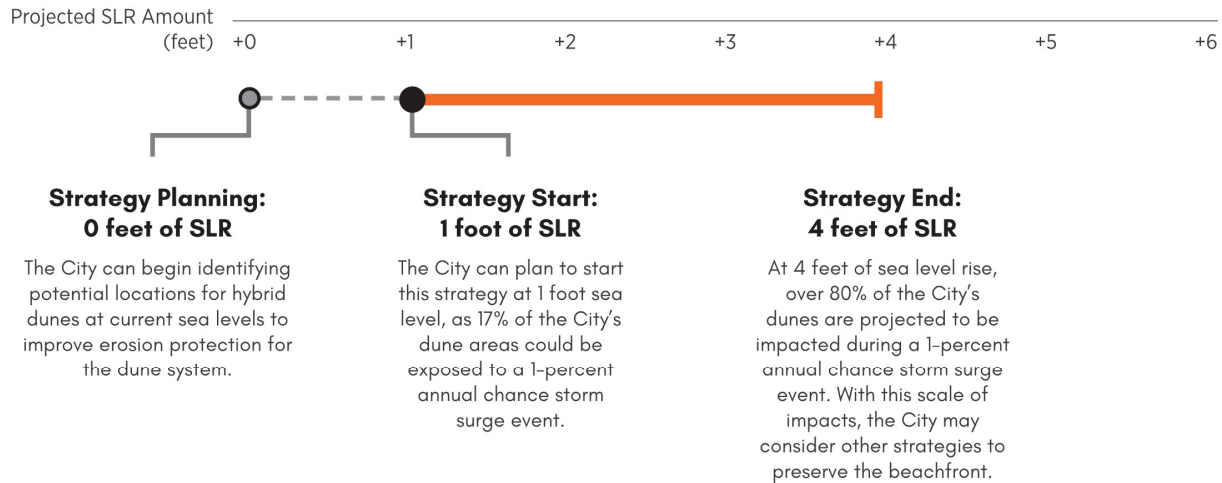 Projected SLR Amount
(feet) +0 +1 +2 +3 +4 +5 +6
Strategy Planning:
0 feet of SLR
The City can begin identifying
potential locations for hybrid
dunes at current sea levels to
improve erosion protection for
the dune system.
Strategy Start:
1 foot of SLR
The City can plan to start
this strategy at 1 foot sea
level, as 17% of the City's
dune areas could be
exposed to a 1-percent
annual chance storm
surge event.
Strategy End:
4 feet of SLR
At 4 feet of sea level rise,
over 80% of the City's
dunes are projected to be
impacted during a 1-percent
annual chance storm surge
event. With this scale of
impacts, the City may
consider other strategies to
preserve the beachfront.